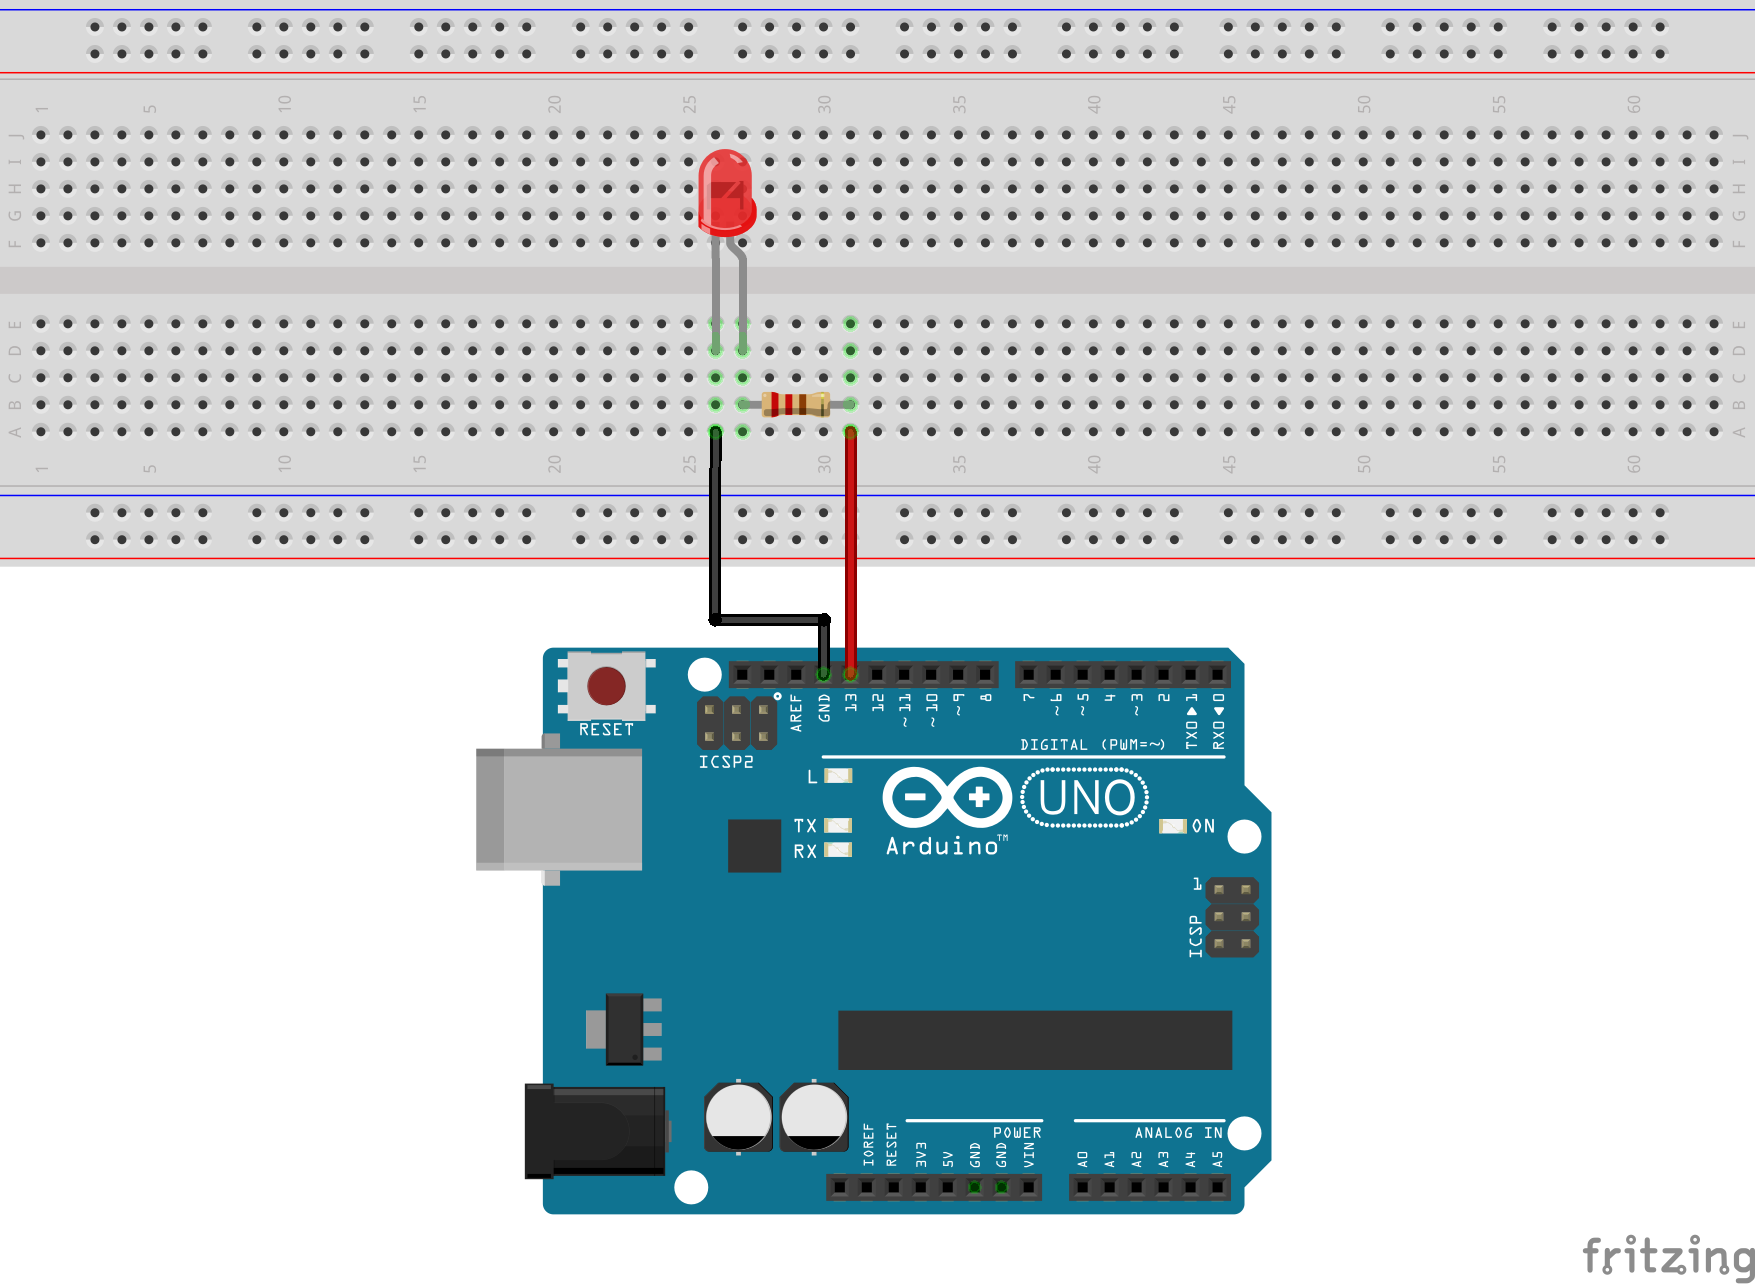 1 5 10 15 20 25 30 35 40 45 50 55 60
J J
I I
H H
G G
F F
E E
D D
C C
B B
A A
1 5 10 15 20 25 30 35 40 45 50 55 60
RESET
AREF GND 13 12 ~11 ~10 ~9 8 7 ~6 ~5 4 ~3 2 TX0▶1 RX0◀0
DIGITAL (PWM=~)
ICSP2
L
TX
RX
Arduino™
UNO
ON
1
ICSP
POWER
ANALOG IN
IOREF RESET 3V3 5V GND GND VIN A0 A1 A2 A3 A4 A5
fritzing